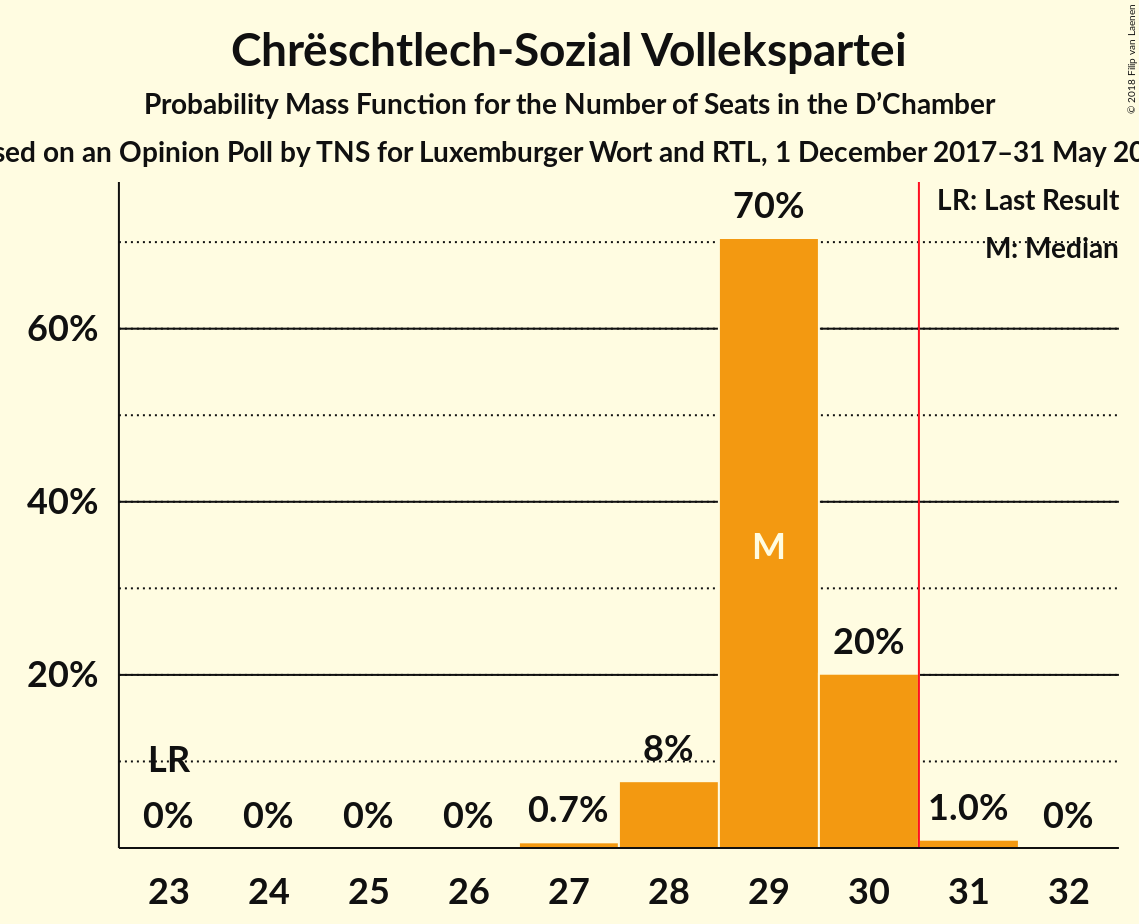 Chrëschtlech-Sozial Vollekspartei
Probability Mass Function for the Number of Seats in the D’Chamber
on an Opinion Poll by TNS for Luxemburger Wort and RTL, 1 December 2017–31 May
© 2018 Filip van Laenen
LR: Last Result
M: Median
70%
60%
40%
M
20%
20%
LR
8%
0% 0% 0% 0% 0.7% 1.0% 0%
23 24 25 26 27 28 29 30 31 32